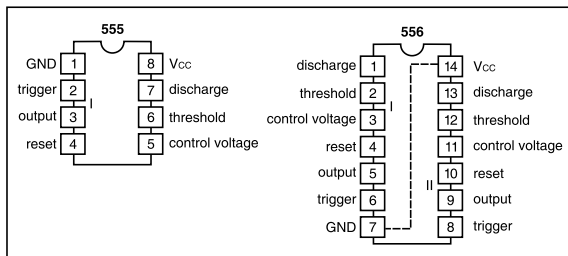 555
GND 1 8 Vcc
trigger 2 7 discharge
I
output 3 6 threshold
reset 4 5 control voltage
556
discharge 1 14 Vcc
threshold 2 13 discharge
I
control voltage 3 12 threshold
reset 4 11 control voltage
output 5 10 reset
II
trigger 6 9 output
GND 7 8 trigger